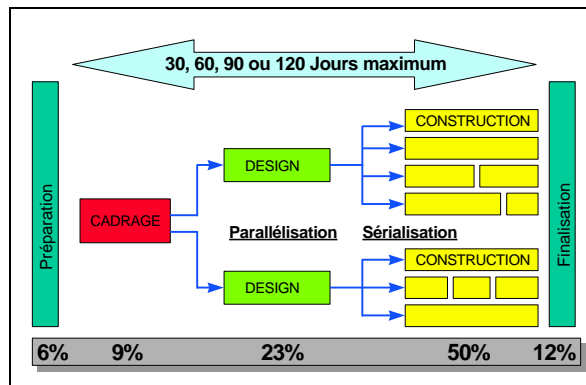 30, 60, 90 ou 120 Jours maximum
Préparation
CADRAGE
DESIGN
CONSTRUCTION
Parallélisation
Sérialisation
DESIGN
CONSTRUCTION
Finalisation
6%
9%
23%
50%
12%